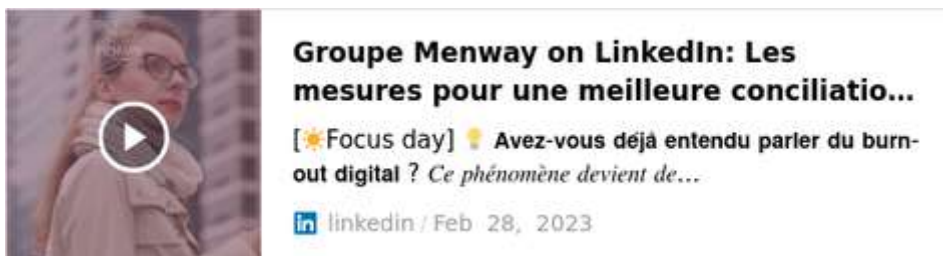 Groupe Menway on LinkedIn: Les
mesures pour une meilleure conciliatio...
[☀️Focus day] 💡 Avez-vous déjà entendu parler du burn-
out digital ? Ce phénomène devient de...
in linkedin / Feb 28, 2023